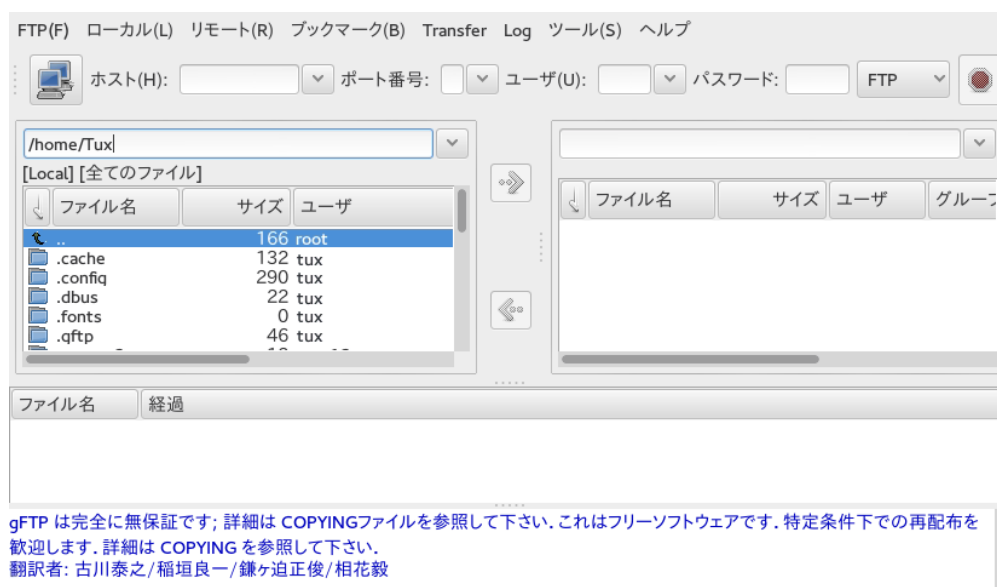 FTP(F) ローカル(L) リモート(R) ブックマーク(B) Transfer Log ツール(S) ヘルプ
ホスト(H): ポート番号: ユーザ(U): パスワード: FTP
/home/Tux
[Local] [全てのファイル]
ファイル名 サイズ ユーザ
ファイル名 サイズ ユーザ グループ
.. 166 root
.cache 132 tux
.config 290 tux
.dbus 22 tux
.fonts 0 tux
.gftp 46 tux
ファイル名 経過
gFTP は完全に無保証です; 詳細は COPYINGファイルを参照して下さい. これはフリーソフトウェアです. 特定条件下での再配布を
歓迎します. 詳細は COPYING を参照して下さい.
翻訳者: 古川泰之/稲垣良一/鎌ヶ迫正俊/相花毅